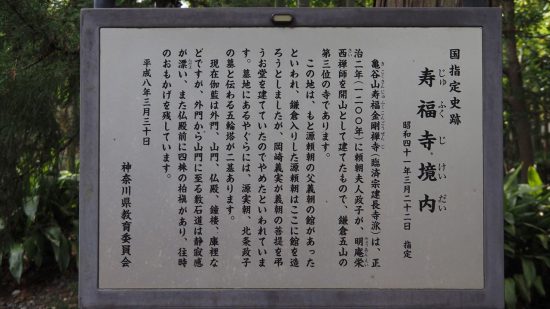 国指定史跡
寿福寺境内
じゅ ふく じ けい だい
昭和四十一年三月二十二日 指定
亀谷山寿福金剛禅寺(臨済宗建長寺派)は、正
治二年(一二〇〇年)に頼朝夫人政子が、明庵栄
西禅師を開山として建てたもので、鎌倉五山の
第三位の寺であります。
この地は、もと源頼朝の父義朝の館があった
といわれ、鎌倉入りした源頼朝はここに館を造
ろうとしましたが、岡崎義実が義朝の菩提を弔
うお堂を建てていたのでやめたといわれていま
す。墓地にあるやぐらには、源実朝、北条政子
の墓と伝わる五輪塔が二基あります。
現在伽藍は外門、山門、仏殿、鐘楼、庫裡な
どですが、外門から山門に至る敷石道は静寂感
が漂い、また仏殿前に四株の柏槙があり、往時
のおもかげを残しています。
平成八年三月三十日
神奈川県教育委員会